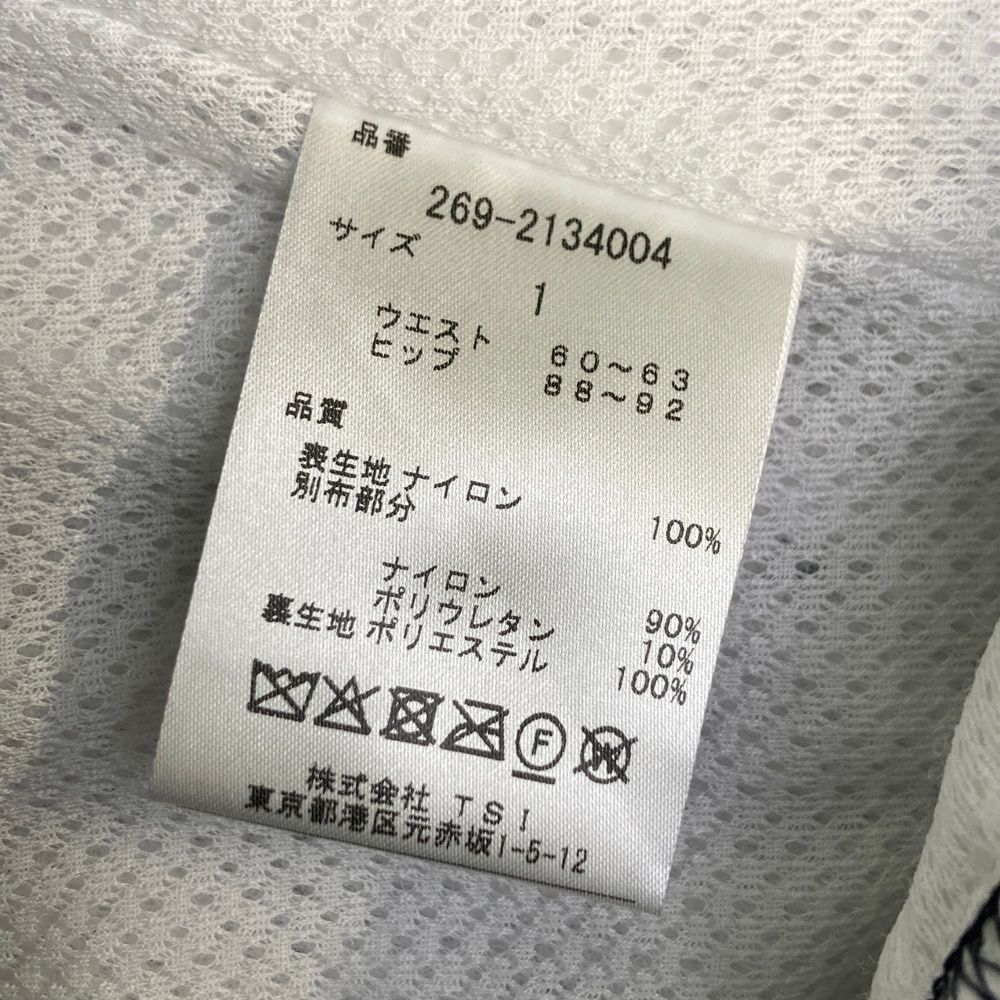 品番
269-2134004
サイズ
1
ウエスト 60～63
ヒップ 88～92
品質
表生地 ナイロン 100%
別布部分
ナイロン 90%
ポリウレタン 10%
裏生地 ポリエステル 100%
F W
株式会社 TSI
東京都港区元赤坂1-5-12